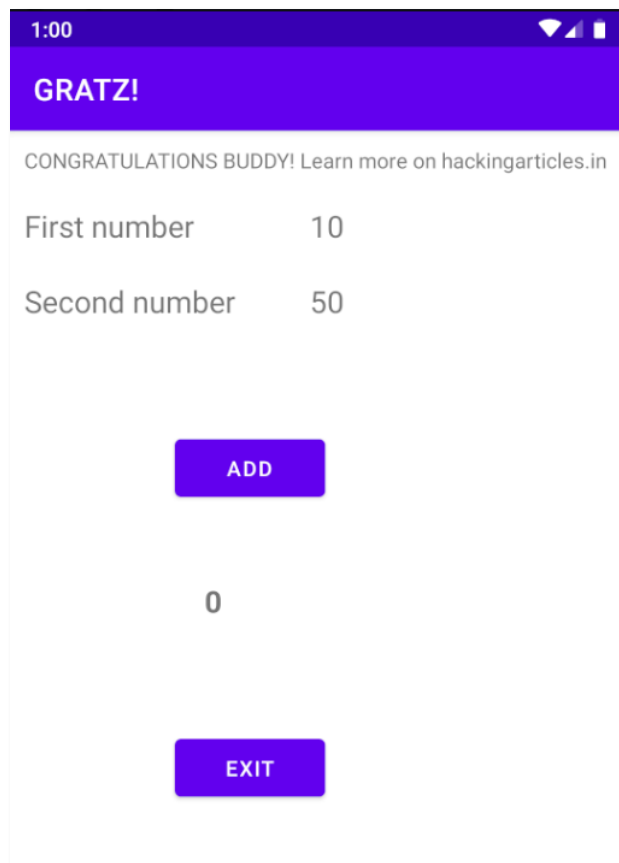 1:00
GRATZ!
CONGRATULATIONS BUDDY! Learn more on hackingarticles.in
First number 10
Second number 50
ADD
0
EXIT